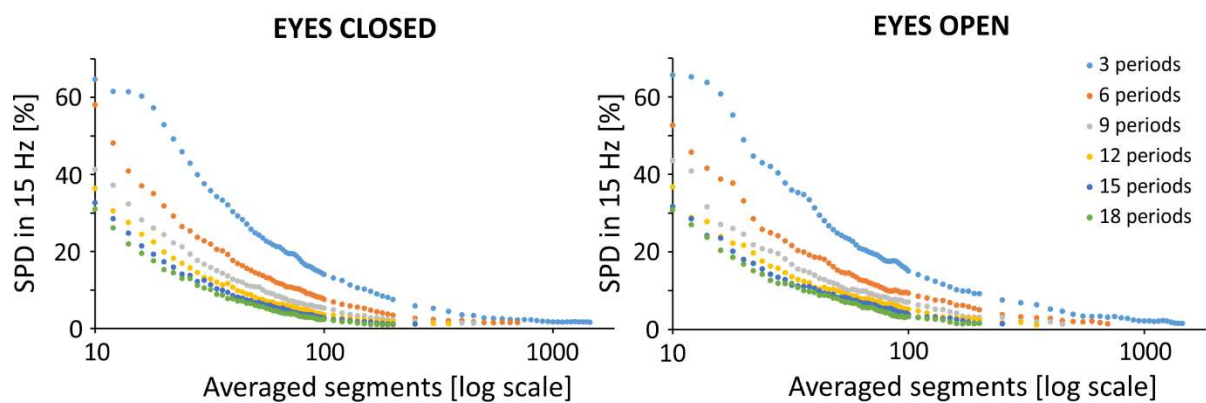 EYES CLOSED
SPD in 15 Hz [%]
60
40
20
0
10
100
1000
Averaged segments [log scale]
EYES OPEN
SPD in 15 Hz [%]
60
40
20
0
10
100
1000
Averaged segments [log scale]
3 periods
6 periods
9 periods
12 periods
15 periods
18 periods